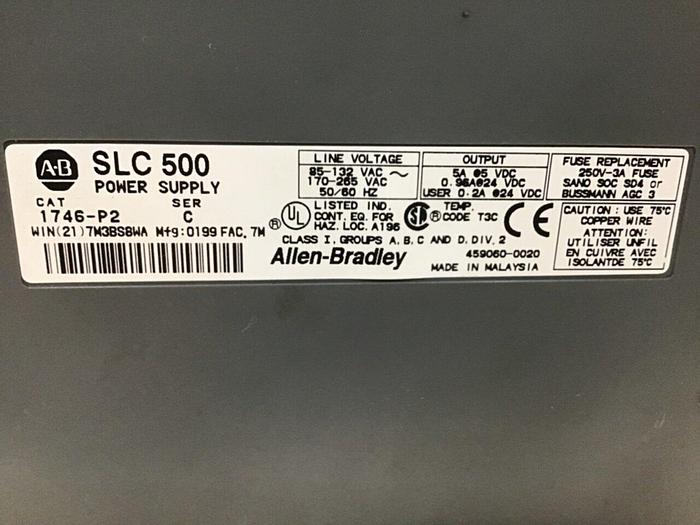 A-B
SLC 500
POWER SUPPLY
CAT SER
1746-P2 C
WIN(21)7M3BS8WA Mfg:0199 FAC. 7M
LINE VOLTAGE
85-132 VAC ~
170-265 VAC
50/60 HZ
OUTPUT
5A @5 VDC
0.96A@24 VDC
USER 0.2A @24 VDC
FUSE REPLACEMENT
250V-3A FUSE
SANO SOC SD4 or
BUSSMANN AGC 3
® UL LISTED IND.
CONT. EQ. FOR
HAZ. LOC. A196
® TEMP.
CODE T3C
CE
CLASS I, GROUPS A, B, C AND D, DIV. 2
Allen-Bradley
459060-0020
MADE IN MALAYSIA
CAUTION: USE 75°C
COPPER WIRE
ATTENTION:
UTILISER UNFIL
EN CUIVRE AVEC
ISOLANTDE 75°C